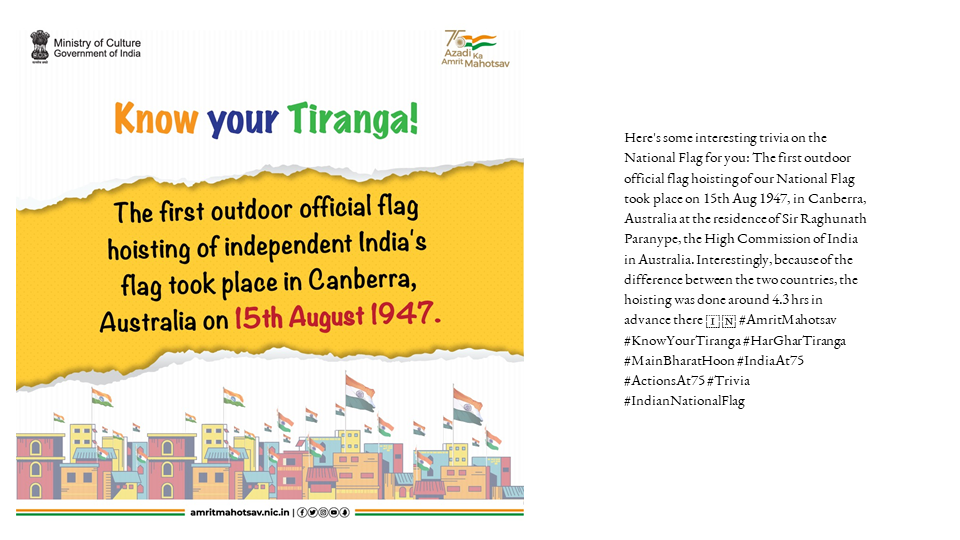 Ministry of Culture
Government of India
75
Azadi Ka
Amrit Mahotsav
Know your Tiranga!
The first outdoor official flag
hoisting of independent India's
flag took place in Canberra,
Australia on 15th August 1947.
amritmahotsav.nic.in |
Here's some interesting trivia on the
National Flag for you: The first outdoor
official flag hoisting of our National Flag
took place on 15th Aug 1947, in Canberra,
Australia at the residence of Sir Raghunath
Paranype, the High Commission of India
in Australia. Interestingly, because of the
difference between the two countries, the
hoisting was done around 4.3 hrs in
advance there 🇮🇳 #AmritMahotsav
#KnowYourTiranga #HarGharTiranga
#MainBharatHoon #IndiaAt75
#ActionsAt75 #Trivia
#IndianNationalFlag